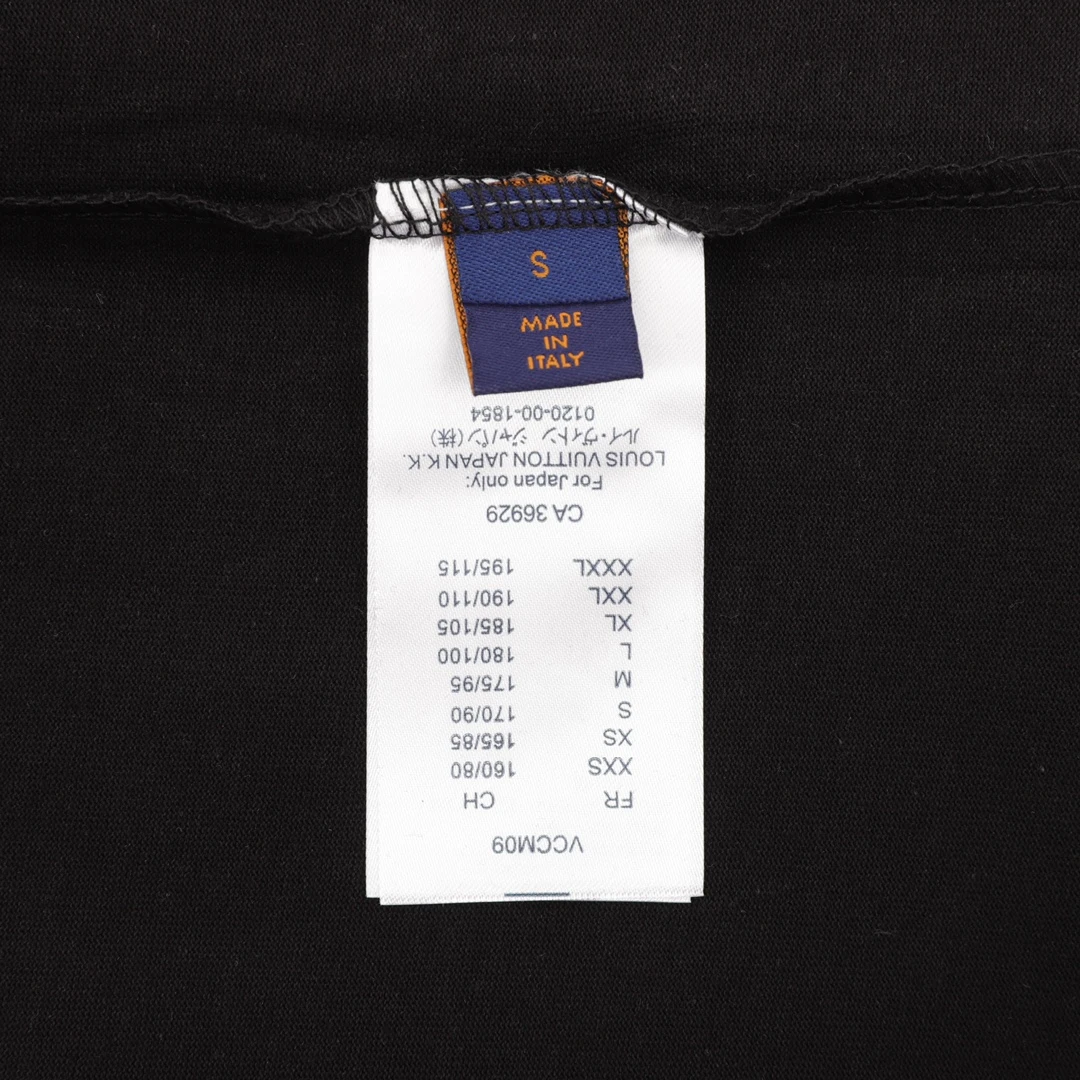 S
MADE
IN
ITALY
VCCM09
FR CH
XXS 160/80
XS 165/85
S 170/90
M 175/95
L 180/100
XL 185/105
XXL 190/110
XXXL 195/115
CA 36929
For Japan only:
LOUIS VUITTON JAPAN K.K.
ルイ・ヴィトン ジャパン(株)
0120-00-1854